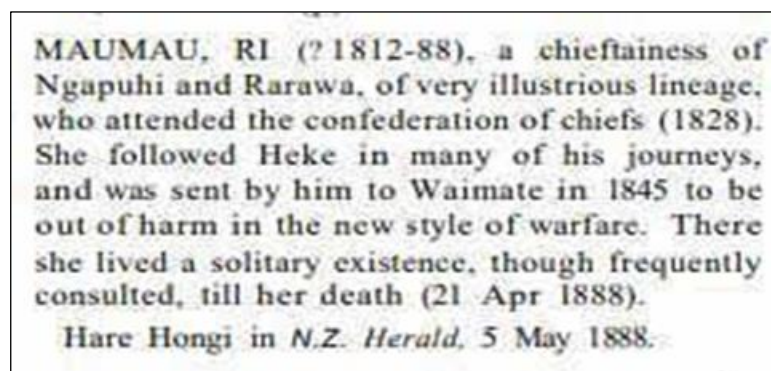 MAUMAU, RI (? 1812-88), a chieftainess of
Ngapuhi and Rarawa, of very illustrious lineage,
who attended the confederation of chiefs (1828).
She followed Heke in many of his journeys,
and was sent by him to Waimate in 1845 to be
out of harm in the new style of warfare. There
she lived a solitary existence, though frequently
consulted, till her death (21 Apr 1888).
Hare Hongi in N.Z. Herald, 5 May 1888.